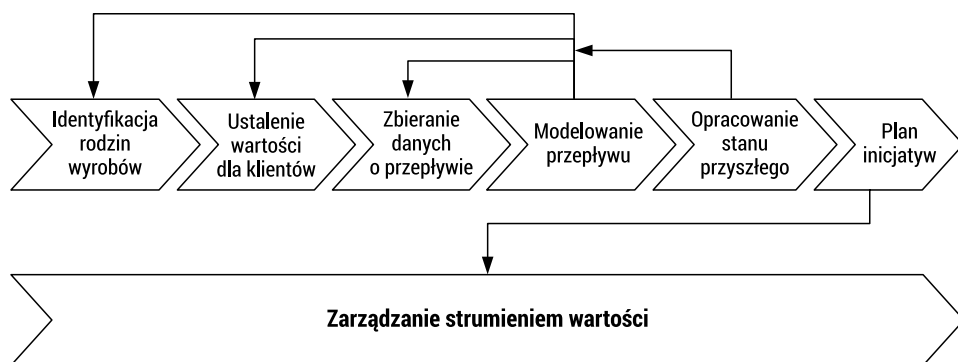 Identyfikacja
rodzin
wyrobów
Ustalenie
wartości
dla klientów
Zbieranie
danych
o przepływie
Modelowanie
przepływu
Opracowanie
stanu
przyszłego
Plan
inicjatyw
Zarządzanie strumieniem wartości